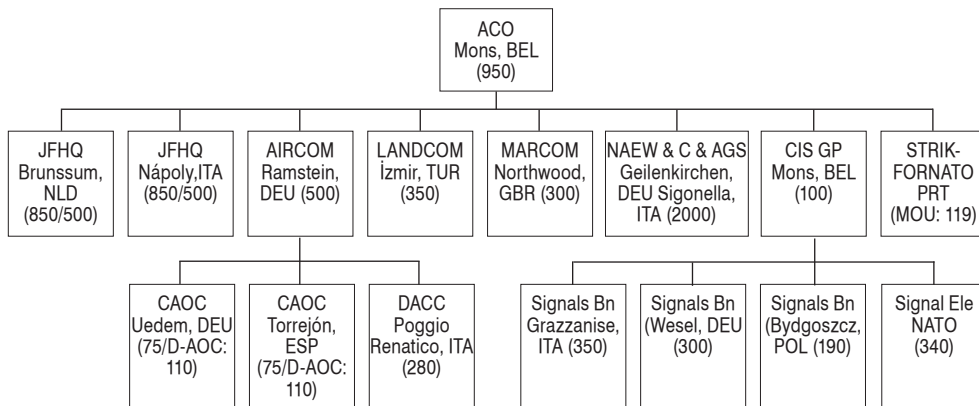 ACO
Mons, BEL
(950)
JFHQ
Brunssum,
NLD
(850/500)
JFHQ
Nápoly,ITA
(850/500)
AIRCOM
Ramstein,
DEU (500)
LANDCOM
İzmir, TUR
(350)
MARCOM
Northwood,
GBR (300)
NAEW & C & AGS
Geilenkirchen,
DEU Sigonella,
ITA (2000)
CIS GP
Mons, BEL
(100)
STRIK-
FORNATO
PRT
(MOU: 119)
CAOC
Uedem, DEU
(75/D-AOC:
110)
CAOC
Torrejón,
ESP
(75/D-AOC:
110)
DACC
Poggio
Renatico, ITA
(280)
Signals Bn
Grazzanise,
ITA (350)
Signals Bn
(Wesel, DEU
(300)
Signals Bn
(Bydgoszcz,
POL (190)
Signal Ele
NATO
(340)